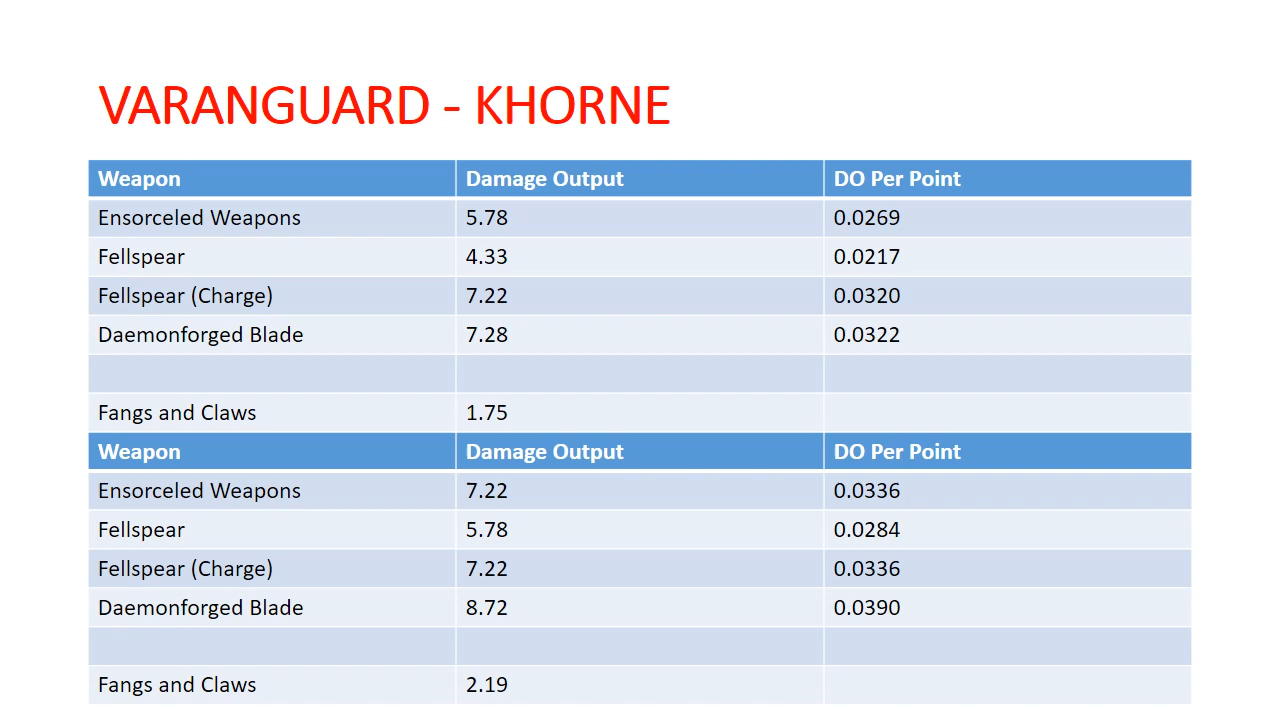 VARANGUARD - KHORNE
Weapon Damage Output DO Per Point
Ensorceled Weapons 5.78 0.0269
Fellspear 4.33 0.0217
Fellspear (Charge) 7.22 0.0320
Daemonforged Blade 7.28 0.0322
Fangs and Claws 1.75
Weapon Damage Output DO Per Point
Ensorceled Weapons 7.22 0.0336
Fellspear 5.78 0.0284
Fellspear (Charge) 7.22 0.0336
Daemonforged Blade 8.72 0.0390
Fangs and Claws 2.19